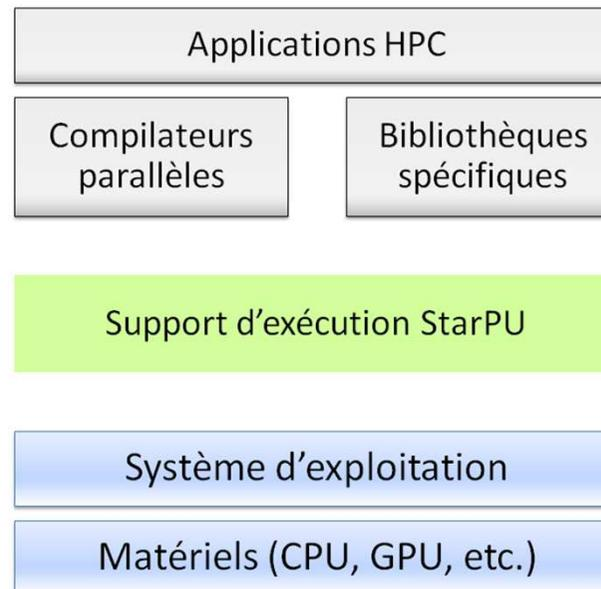 Applications HPC
Compilateurs
parallèles
Bibliothèques
spécifiques
Support d'exécution StarPU
Système d'exploitation
Matériels (CPU, GPU, etc.)